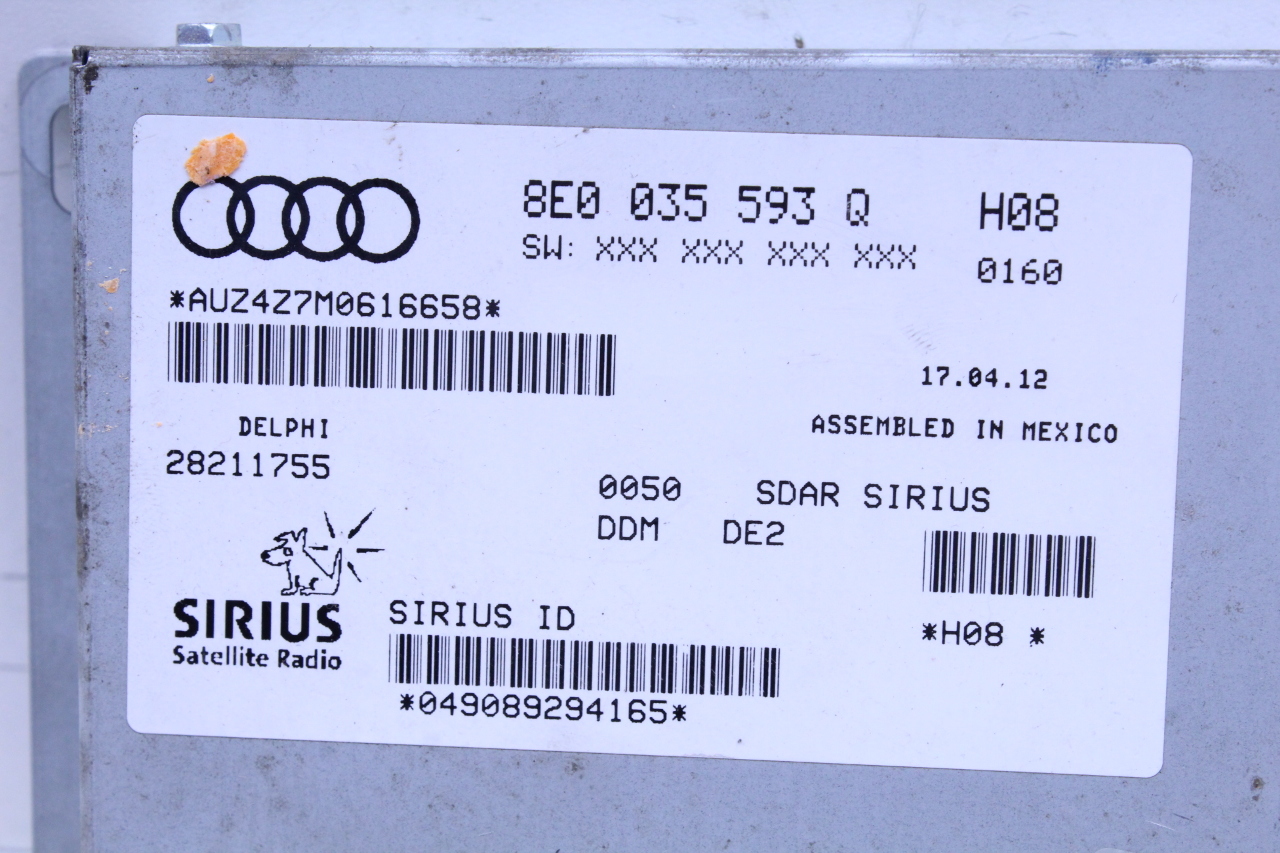 8E0 035 593 Q H08
SW: XXX XXX XXX XXX 0160
*AUZ4Z7M0616658*
17.04.12
DELPHI ASSEMBLED IN MEXICO
28211755
0050 SDAR SIRIUS
DDM DE2
SIRIUS
Satellite Radio
SIRIUS ID
*H08 *
*049089294165*